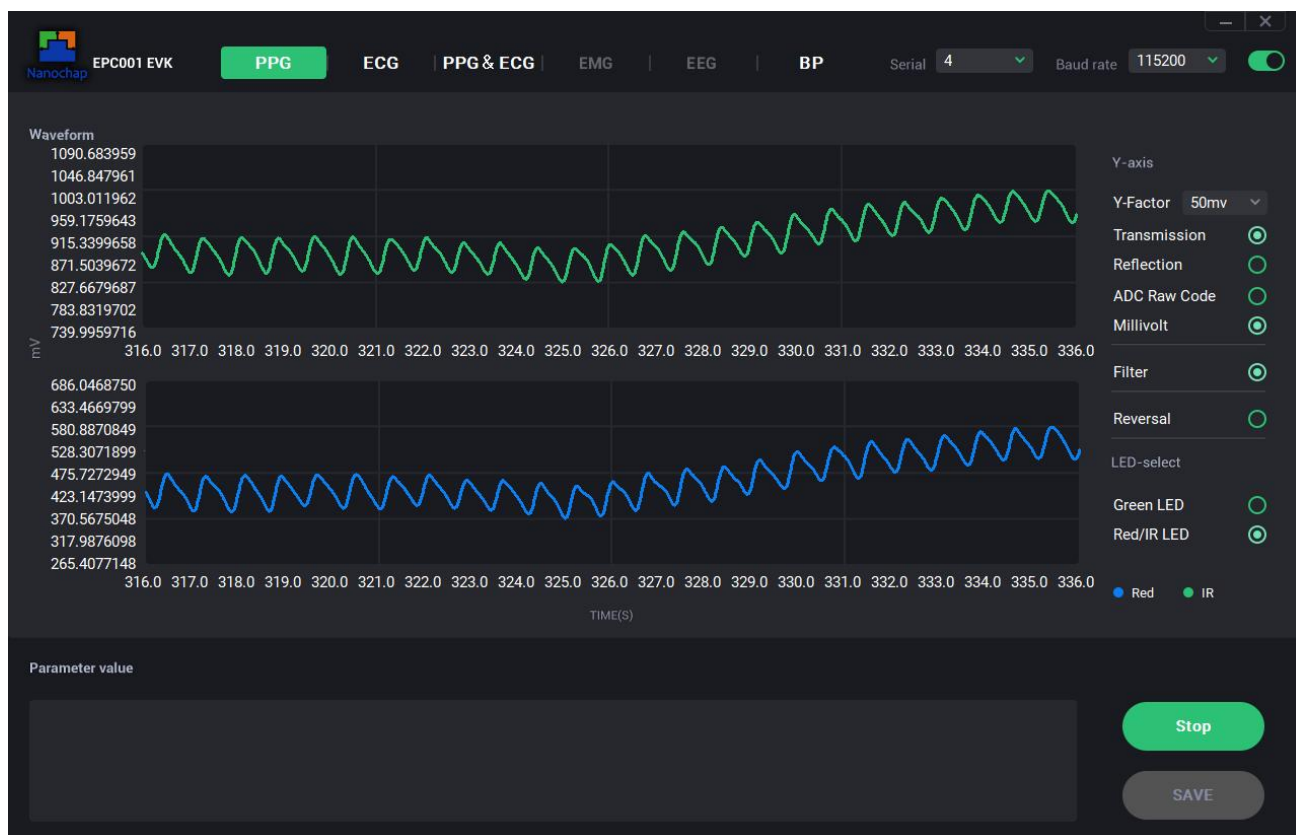 Nanochap EPC001 EVK PPG ECG PPG & ECG EMG EEG BP Serial 4 Baud rate 115200
Waveform
1090.683959
1046.847961
1003.011962
959.1759643
915.3399658
871.5039672
827.6679687
783.8319702
739.9959716
mV
316.0 317.0 318.0 319.0 320.0 321.0 322.0 323.0 324.0 325.0 326.0 327.0 328.0 329.0 330.0 331.0 332.0 333.0 334.0 335.0 336.0
686.0468750
633.4669799
580.8870849
528.3071899
475.7272949
423.1473999
370.5675048
317.9876098
265.4077148
316.0 317.0 318.0 319.0 320.0 321.0 322.0 323.0 324.0 325.0 326.0 327.0 328.0 329.0 330.0 331.0 332.0 333.0 334.0 335.0 336.0
TIME(S)
Y-axis
Y-Factor 50mv
Transmission
Reflection
ADC Raw Code
Millivolt
Filter
Reversal
LED-select
Green LED
Red/IR LED
Red IR
Parameter value
Stop
SAVE